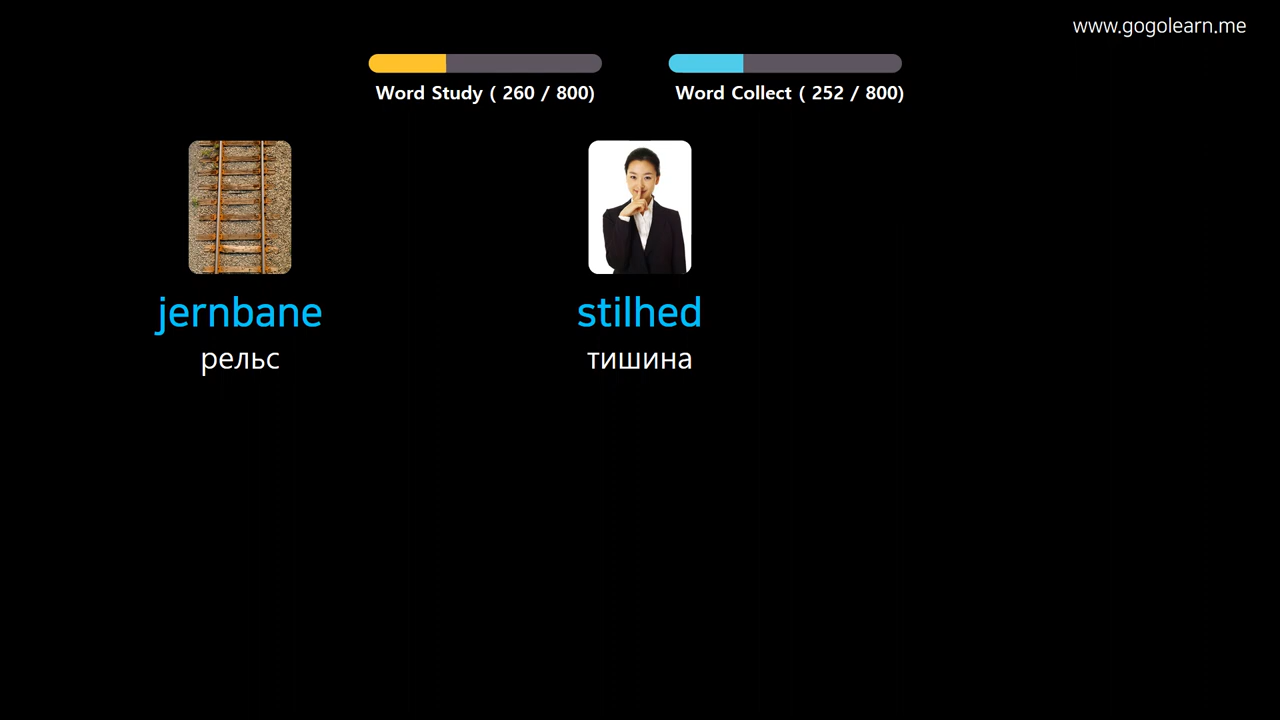 www.gogolearn.me
Word Study ( 260 / 800)
Word Collect ( 252 / 800)
jernbane
рельс
stilhed
тишина